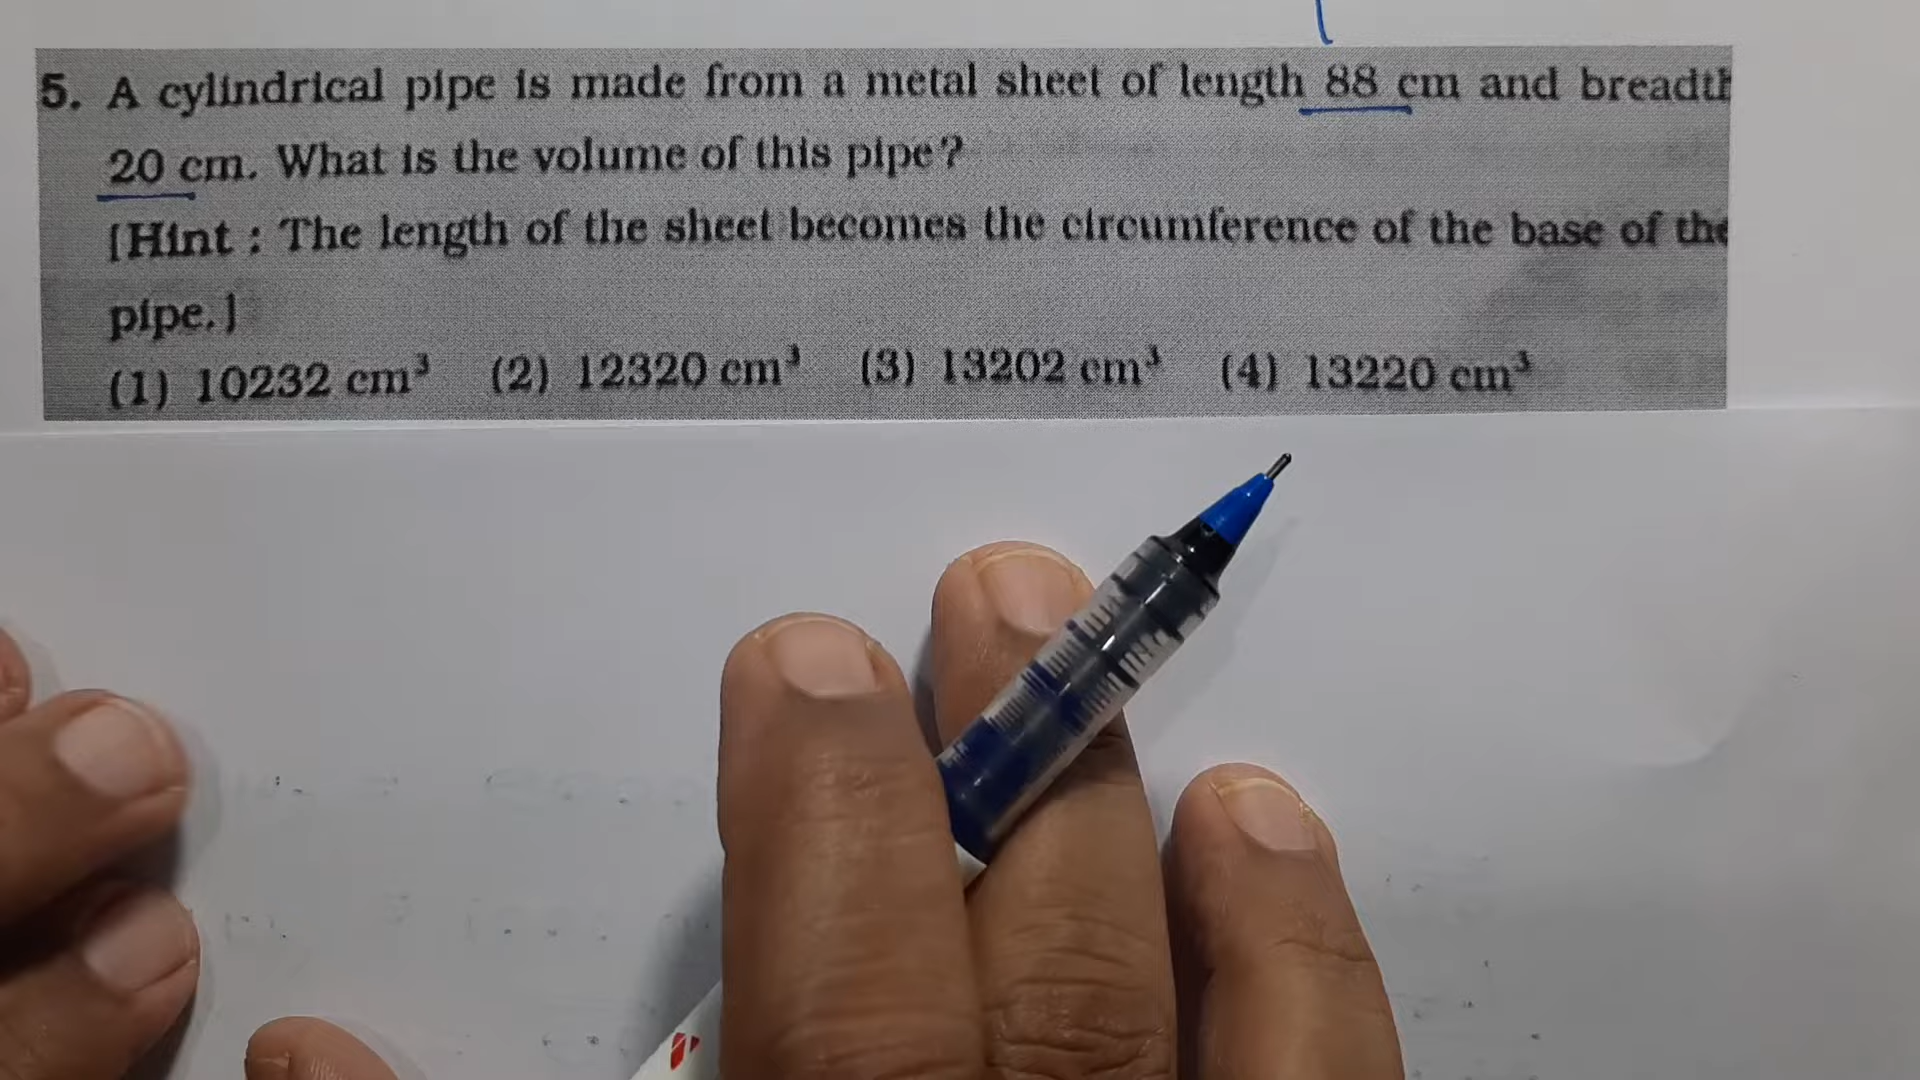 5. A cylindrical pipe is made from a metal sheet of length 88 cm and breadth
20 cm. What is the volume of this pipe?
[Hint : The length of the sheet becomes the circumference of the base of the
pipe.]
(1) 10232 cm³ (2) 12320 cm³ (3) 13202 cm³ (4) 13220 cm³